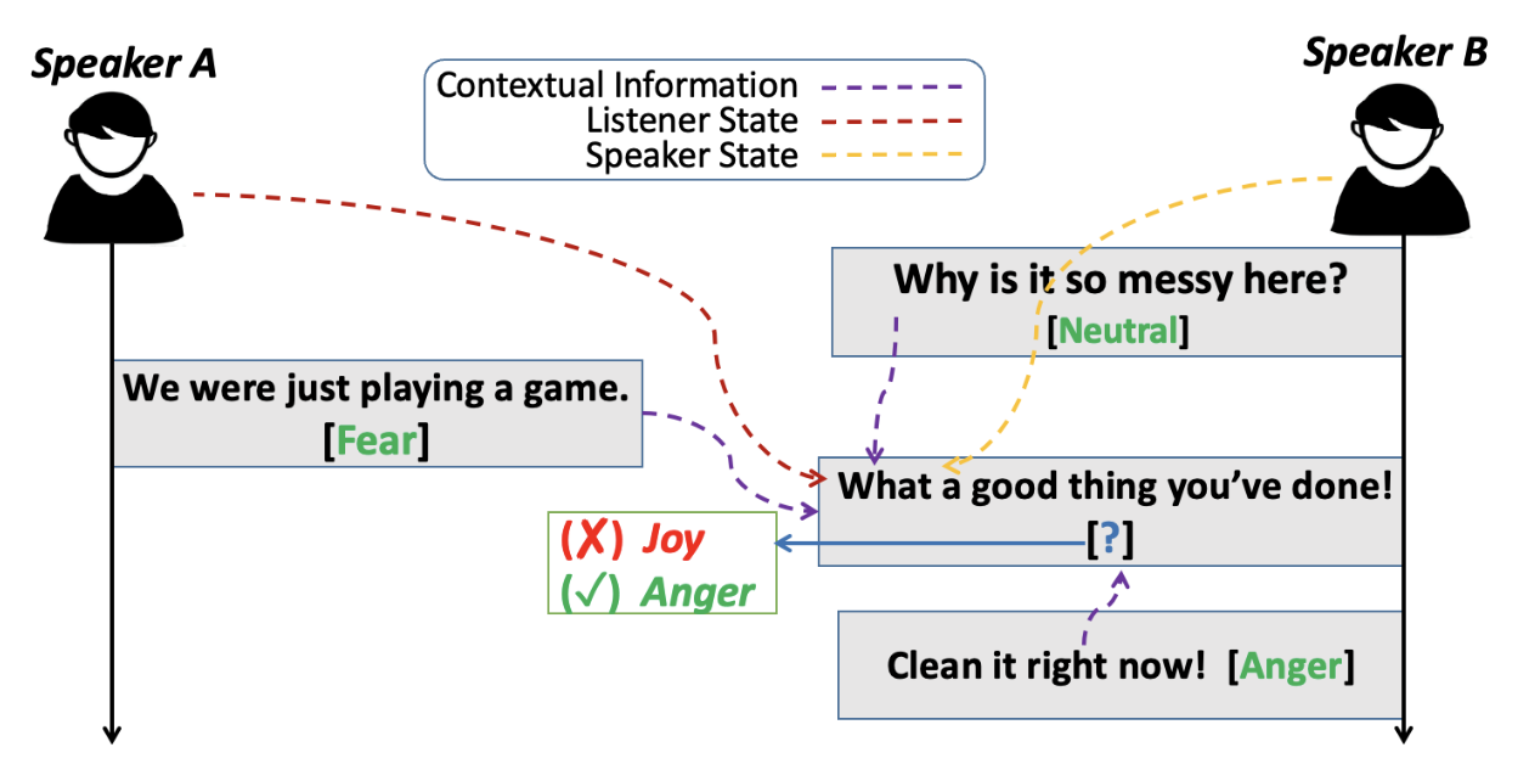 Speaker A
Speaker B
Contextual Information
Listener State
Speaker State
Why is it so messy here?
[Neutral]
We were just playing a game.
[Fear]
What a good thing you've done!
[?]
(✗) Joy
(✓) Anger
Clean it right now! [Anger]